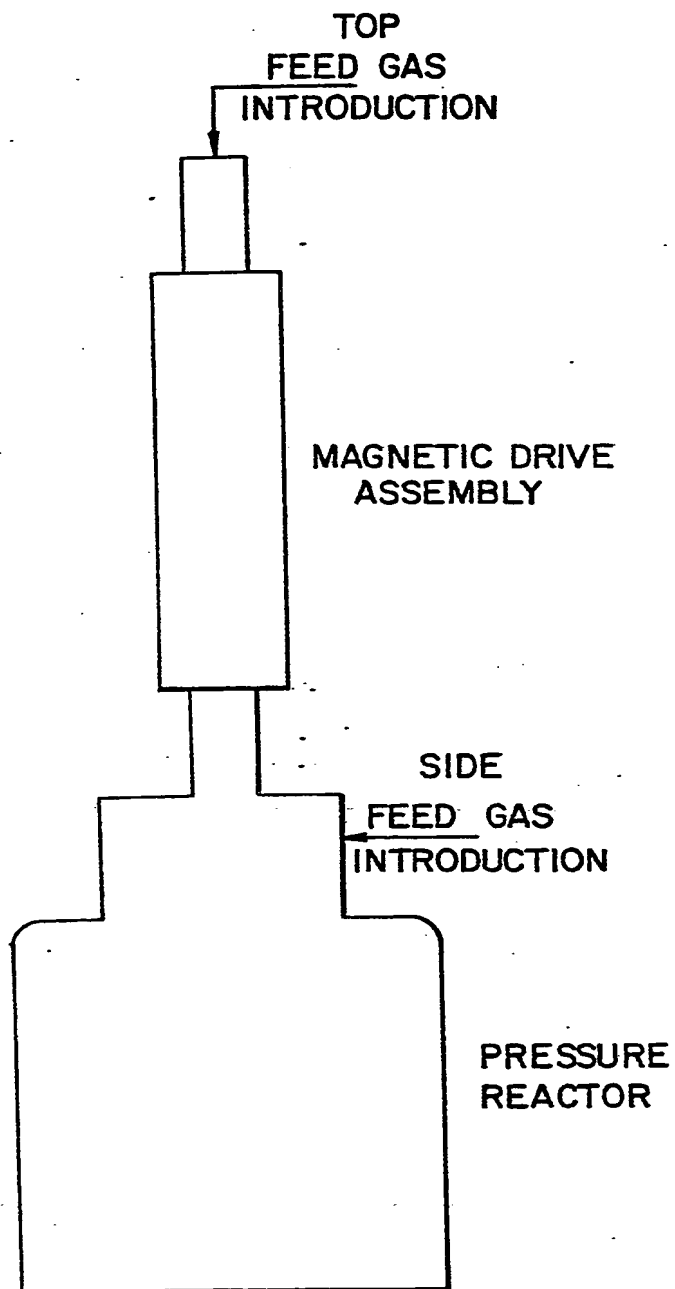 TOP
FEED GAS
INTRODUCTION
MAGNETIC DRIVE
ASSEMBLY
SIDE
FEED GAS
INTRODUCTION
PRESSURE
REACTOR